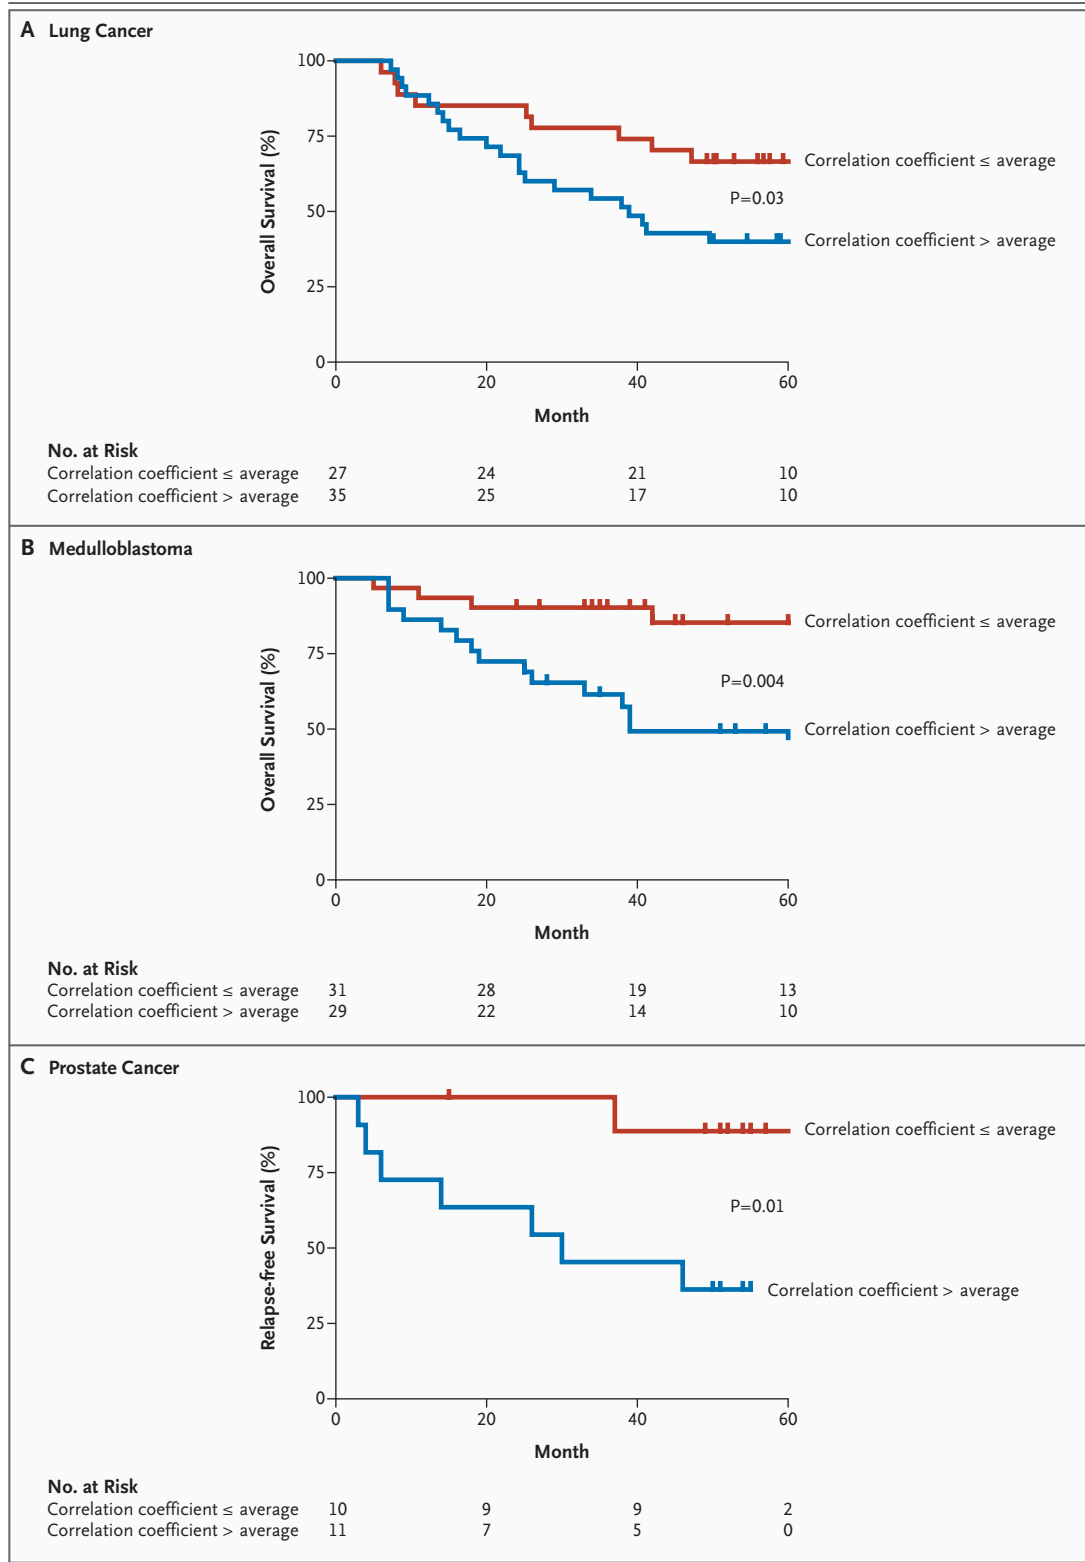 A Lung Cancer
100
75
50
25
0
Overall Survival (%)
Correlation coefficient ≤ average
P=0.03
Correlation coefficient > average
0 20 40 60
Month
No. at Risk
Correlation coefficient ≤ average 27 24 21 10
Correlation coefficient > average 35 25 17 10
B Medulloblastoma
100
75
50
25
0
Overall Survival (%)
Correlation coefficient ≤ average
P=0.004
Correlation coefficient > average
0 20 40 60
Month
No. at Risk
Correlation coefficient ≤ average 31 28 19 13
Correlation coefficient > average 29 22 14 10
C Prostate Cancer
100
75
50
25
0
Relapse-free Survival (%)
Correlation coefficient ≤ average
P=0.01
Correlation coefficient > average
0 20 40 60
Month
No. at Risk
Correlation coefficient ≤ average 10 9 9 2
Correlation coefficient > average 11 7 5 0